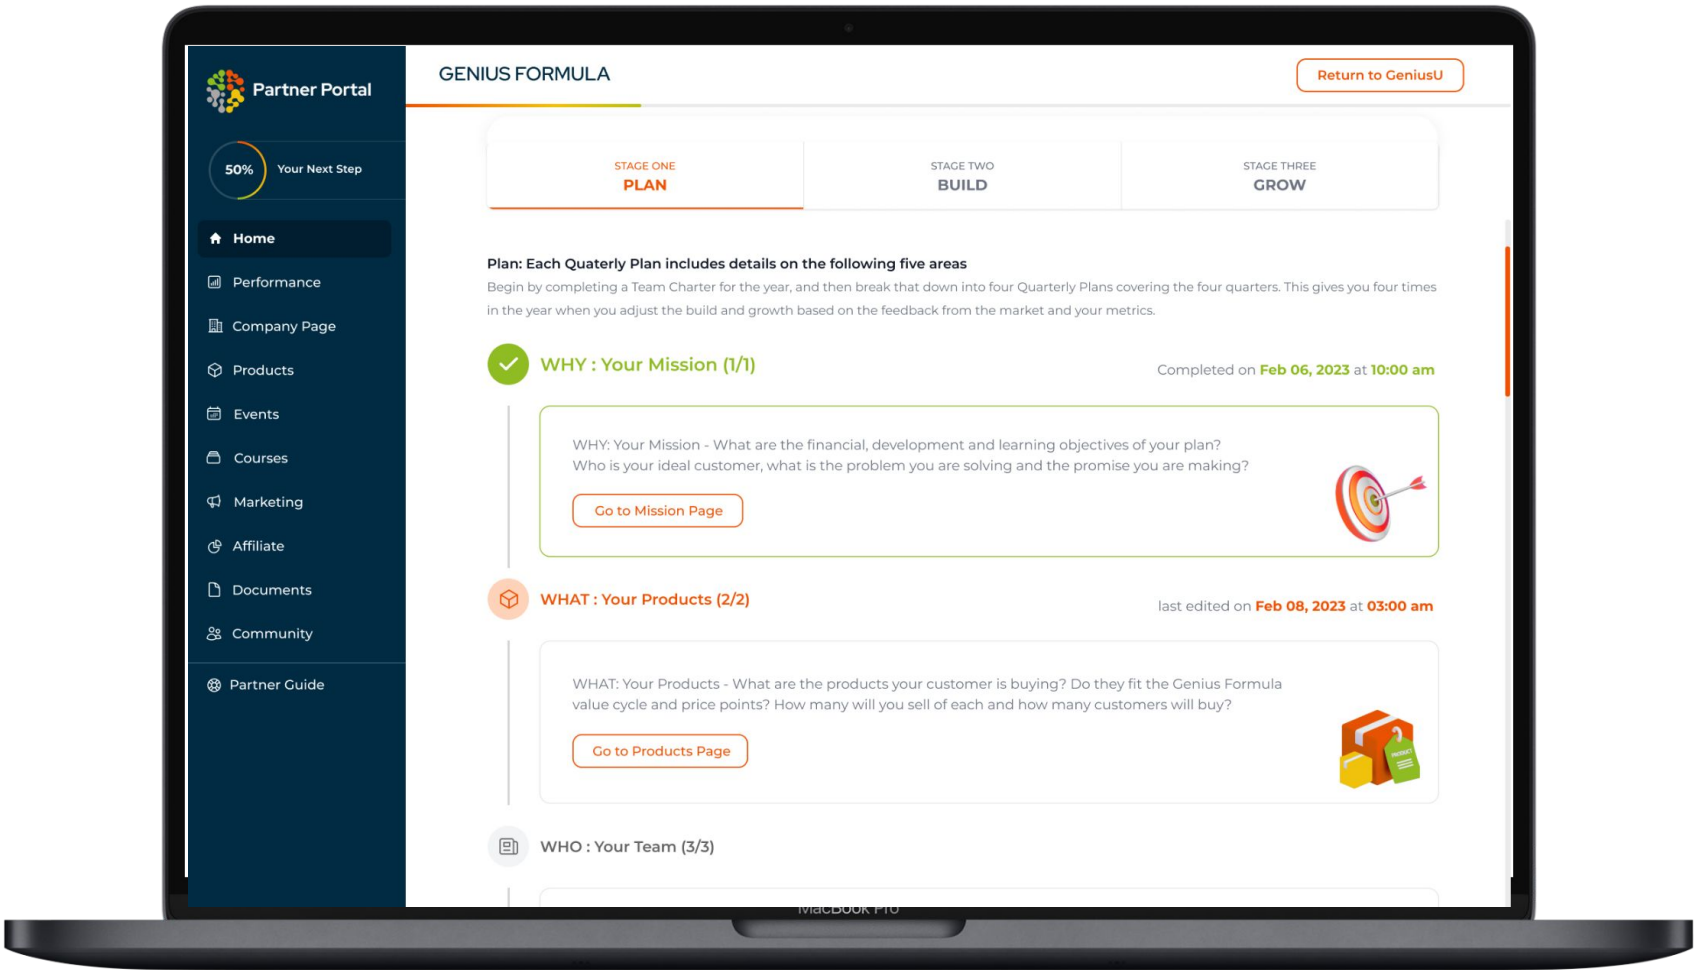 Partner Portal
50%
Your Next Step
Home
Performance
Company Page
Products
Events
Courses
Marketing
Affiliate
Documents
Community
Partner Guide
GENIUS FORMULA
Return to GeniusU
STAGE ONE
PLAN
STAGE TWO
BUILD
STAGE THREE
GROW
Plan: Each Quaterly Plan includes details on the following five areas
Begin by completing a Team Charter for the year, and then break that down into four Quarterly Plans covering the four quarters. This gives you four times
in the year when you adjust the build and growth based on the feedback from the market and your metrics.
WHY : Your Mission (1/1)
Completed on Feb 06, 2023 at 10:00 am
WHY: Your Mission - What are the financial, development and learning objectives of your plan?
Who is your ideal customer, what is the problem you are solving and the promise you are making?
Go to Mission Page
WHAT : Your Products (2/2)
last edited on Feb 08, 2023 at 03:00 am
WHAT: Your Products - What are the products your customer is buying? Do they fit the Genius Formula
value cycle and price points? How many will you sell of each and how many customers will buy?
Go to Products Page
PRODUCT
WHO : Your Team (3/3)
MacBook Pro